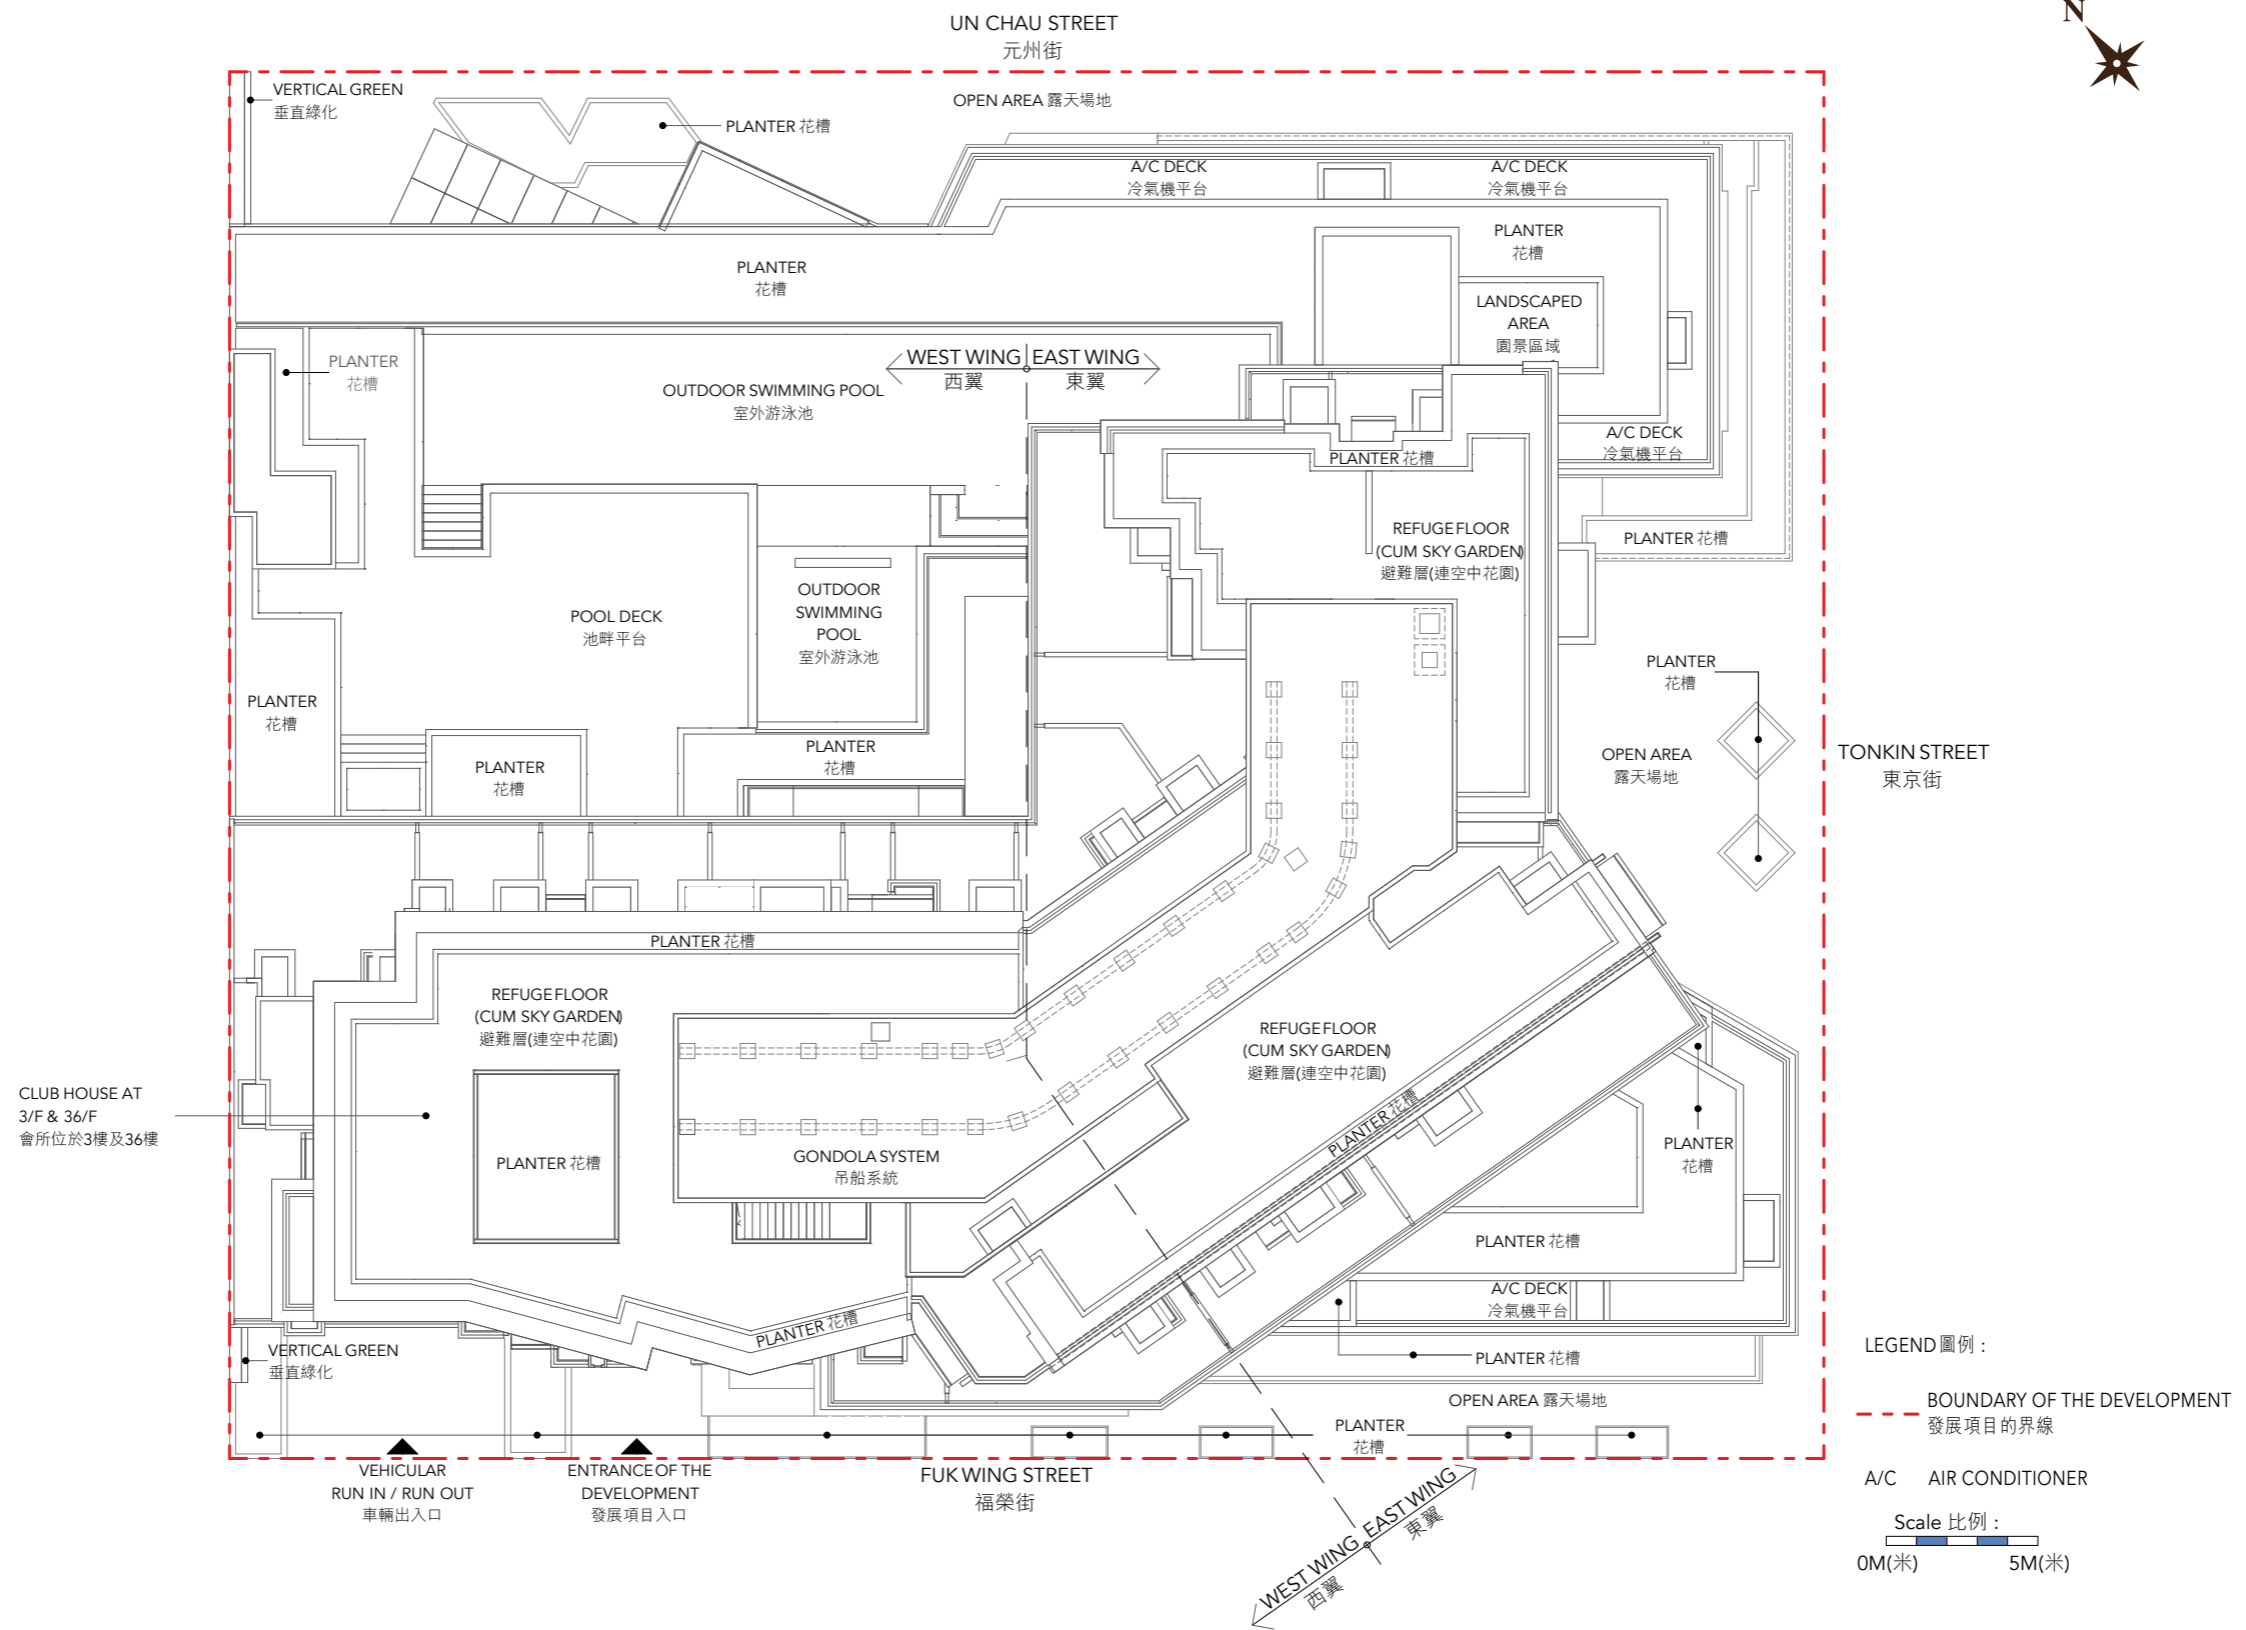 UN CHAU STREET
元州街
N
VERTICAL GREEN
垂直綠化
PLANTER 花槽
OPEN AREA 露天場地
A/C DECK
冷氣機平台
A/C DECK
冷氣機平台
PLANTER
花槽
PLANTER
花槽
LANDSCAPED
AREA
園景區域
PLANTER
花槽
WEST WING
西翼
EAST WING
東翼
OUTDOOR SWIMMING POOL
室外游泳池
A/C DECK
冷氣機平台
PLANTER 花槽
REFUGE FLOOR
(CUM SKY GARDEN)
避難層(連空中花園)
PLANTER 花槽
OUTDOOR
SWIMMING
POOL
室外游泳池
POOL DECK
池畔平台
PLANTER
花槽
PLANTER
花槽
OPEN AREA
露天場地
TONKIN STREET
東京街
PLANTER
花槽
PLANTER
花槽
PLANTER
花槽
PLANTER 花槽
REFUGE FLOOR
(CUM SKY GARDEN)
避難層(連空中花園)
REFUGE FLOOR
(CUM SKY GARDEN)
避難層(連空中花園)
CLUB HOUSE AT
3/F & 36/F
會所位於3樓及36樓
PLANTER 花槽
GONDOLA SYSTEM
吊船系統
PLANTER 花槽
PLANTER
花槽
PLANTER 花槽
A/C DECK
冷氣機平台
PLANTER 花槽
PLANTER 花槽
VERTICAL GREEN
垂直綠化
OPEN AREA 露天場地
PLANTER
花槽
VEHICULAR
RUN IN / RUN OUT
車輛出入口
ENTRANCE OF THE
DEVELOPMENT
發展項目入口
FUK WING STREET
福榮街
WEST WING
西翼
EAST WING
東翼
LEGEND 圖例 :
BOUNDARY OF THE DEVELOPMENT
發展項目的界線
A/C AIR CONDITIONER
Scale 比例 :
0M(米) 5M(米)